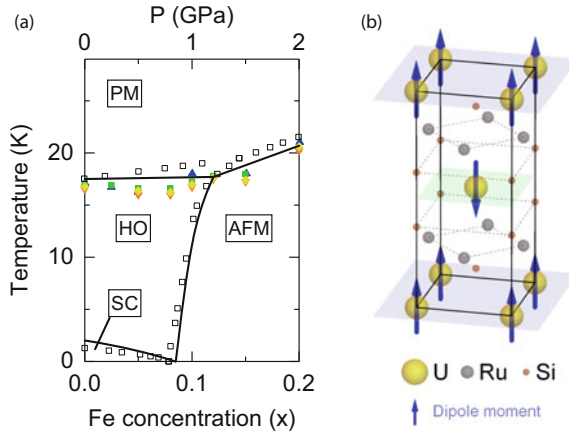 (a)
P (GPa)
0 1 2
Temperature (K)
20
10
0
PM
HO
AFM
SC
0.0 0.1 0.2
Fe concentration (x)
(b)
U
U
U
U
U
U
U
U
U
U Ru Si
Dipole moment